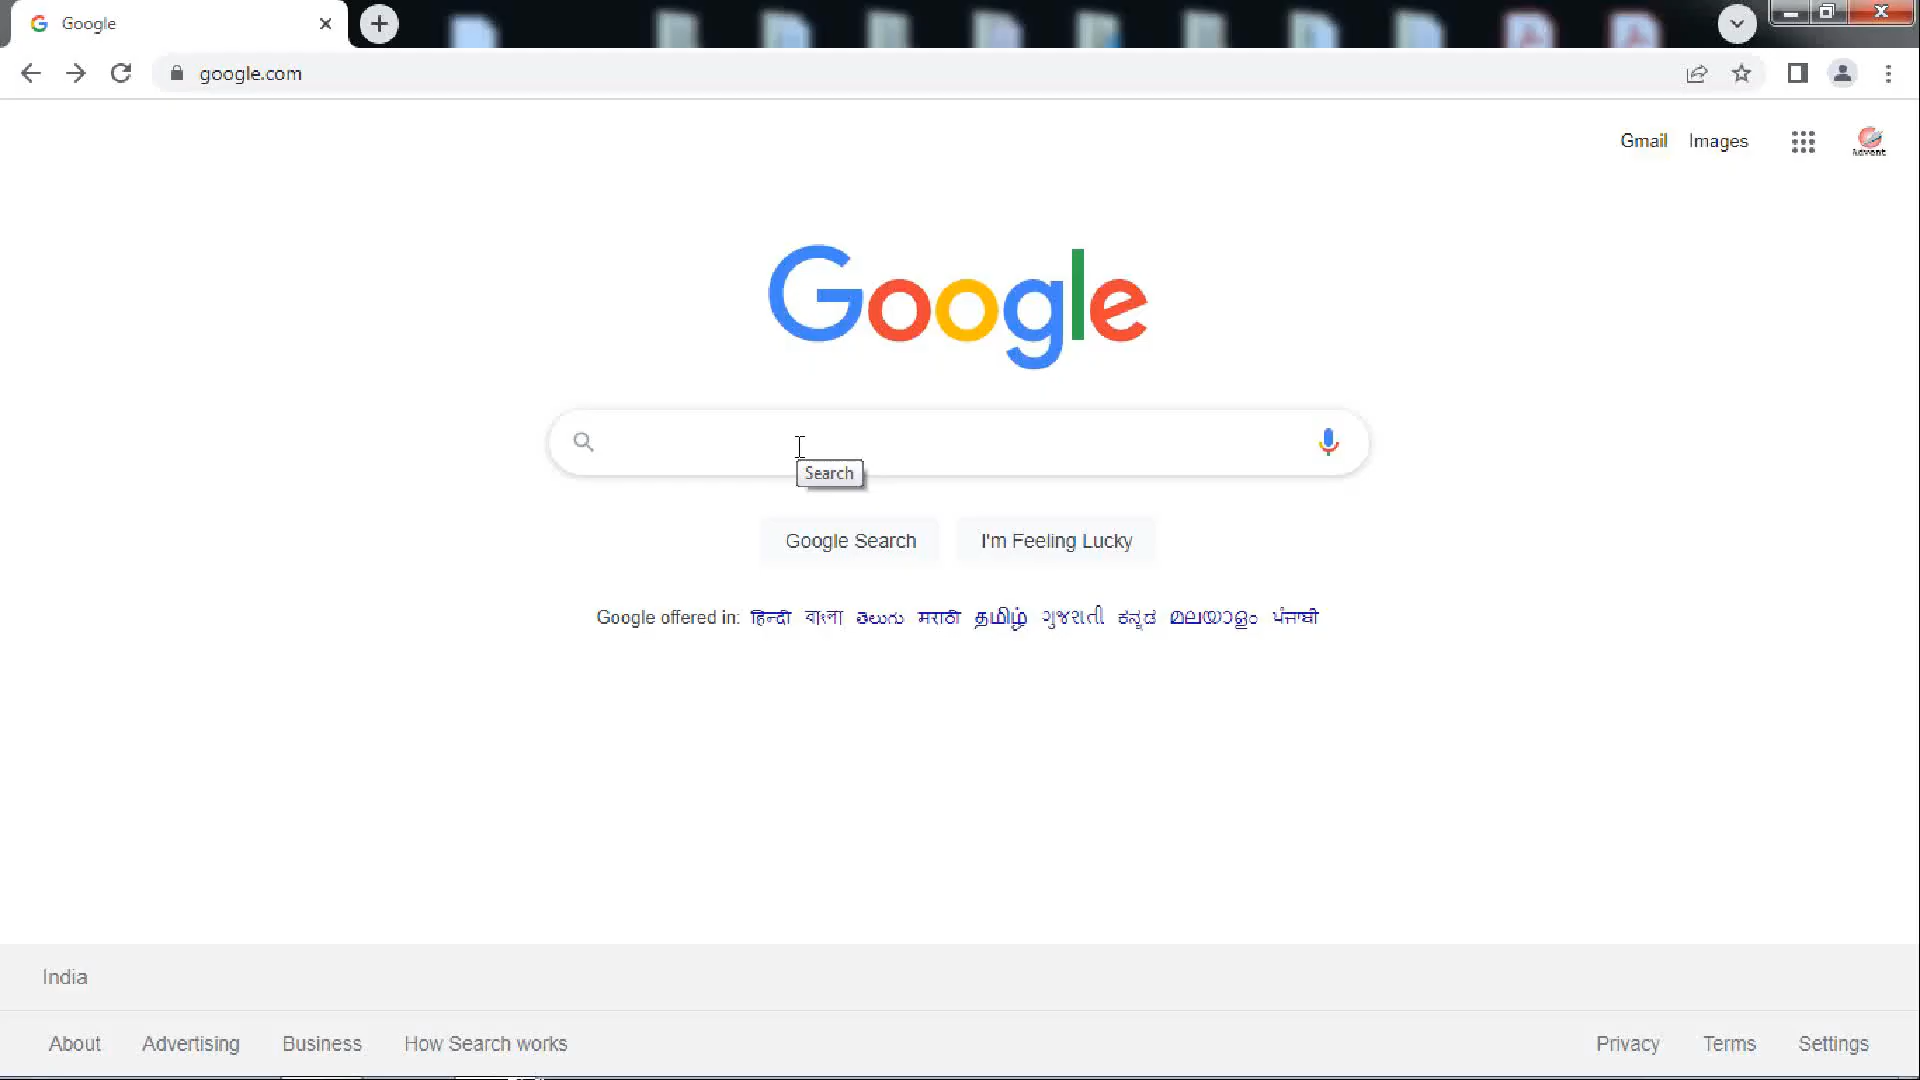 Google
google.com
Gmail Images
Advent
Google
Search
Google Search I'm Feeling Lucky
Google offered in: हिन्दी বাংলা తెలుగు मराठी தமிழ் ગુજરાતી ಕನ್ನಡ മലയാളം ਪੰਜਾਬੀ
India
About Advertising Business How Search works Privacy Terms Settings